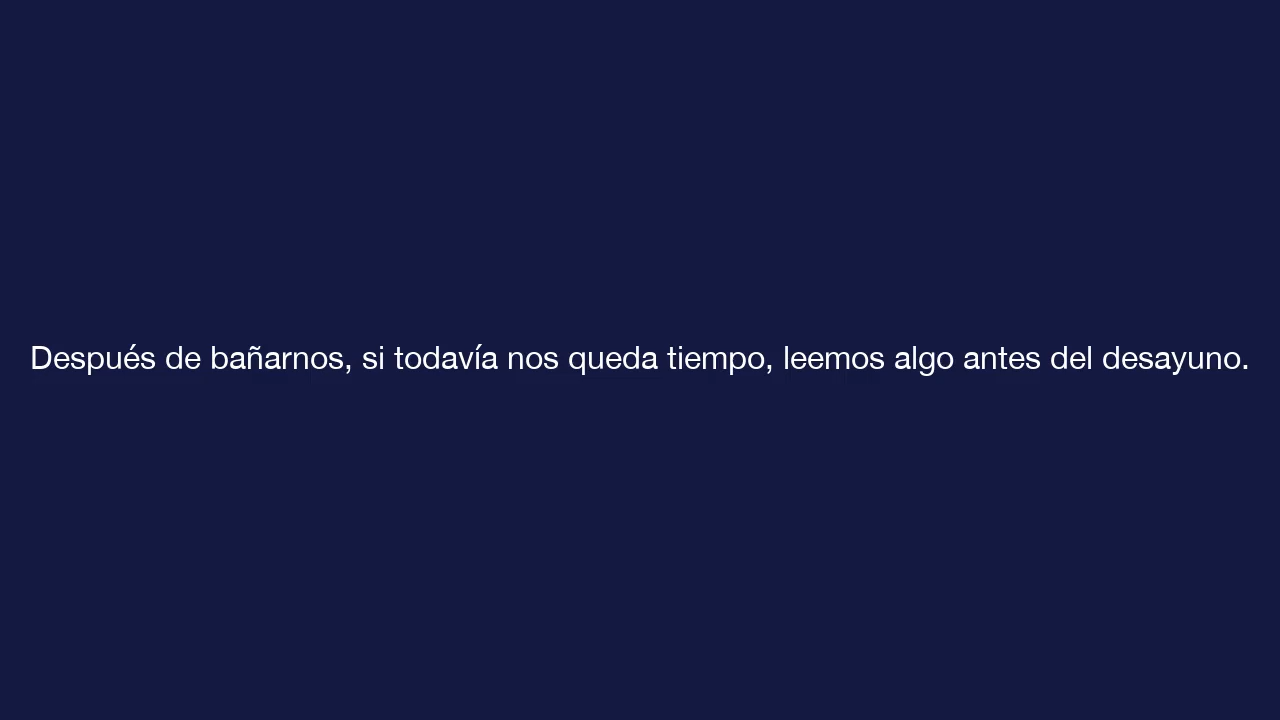 Después de bañarnos, si todavía nos queda tiempo, leemos algo antes del desayuno.